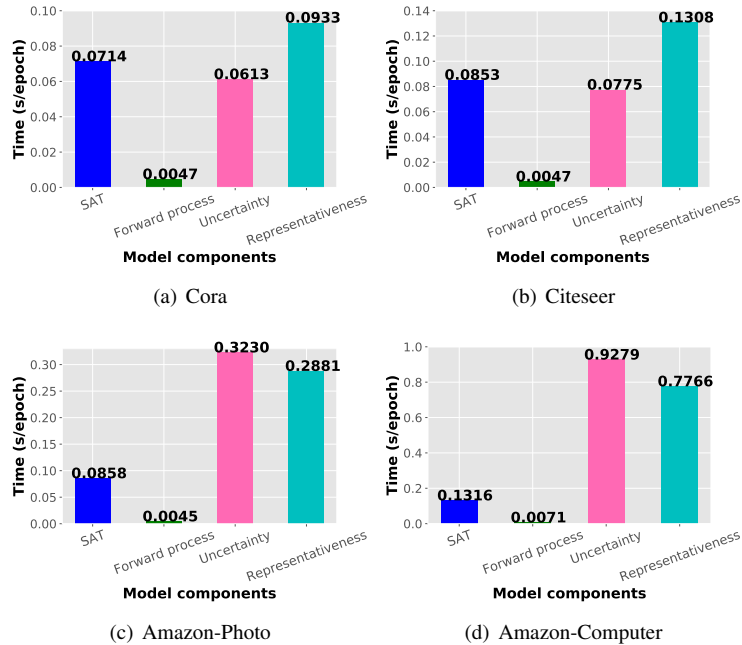 0.10
0.08
0.06
0.04
0.02
0.00
Time (s/epoch)
0.0714
0.0047
0.0613
0.0933
SAT
Forward process
Uncertainty
Representativeness
Model components
(a) Cora
0.14
0.12
0.10
0.08
0.06
0.04
0.02
0.00
Time (s/epoch)
0.0853
0.0047
0.0775
0.1308
SAT
Forward process
Uncertainty
Representativeness
Model components
(b) Citeseer
0.30
0.25
0.20
0.15
0.10
0.05
0.00
Time (s/epoch)
0.0858
0.0045
0.3230
0.2881
SAT
Forward process
Uncertainty
Representativeness
Model components
(c) Amazon-Photo
1.0
0.8
0.6
0.4
0.2
0.0
Time (s/epoch)
0.1316
0.0071
0.9279
0.7766
SAT
Forward process
Uncertainty
Representativeness
Model components
(d) Amazon-Computer